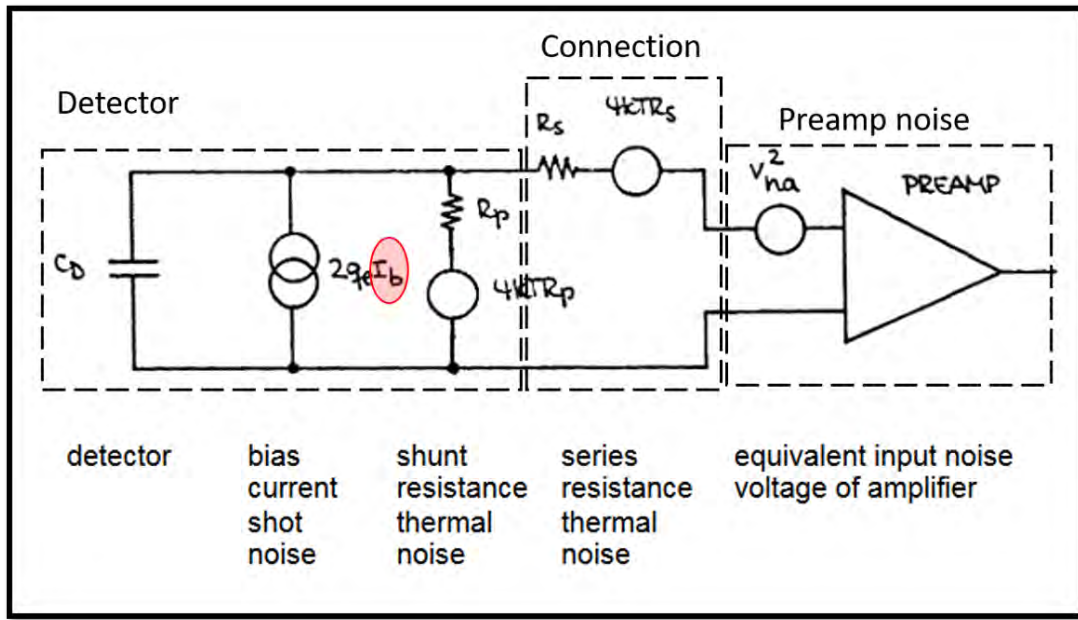 Connection
Detector
Preamp noise
Rs
4kTRs
v²na
PREAMP
Rp
CD
2qeIb
4kTRp
detector
bias
current
shot
noise
shunt
resistance
thermal
noise
series
resistance
thermal
noise
equivalent input noise
voltage of amplifier